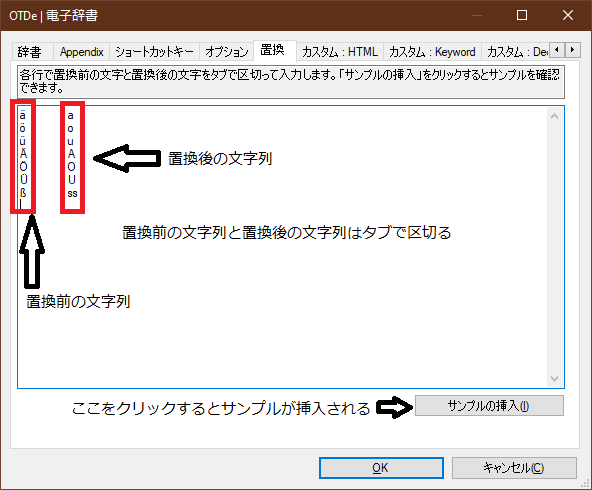 OTDe | 電子辞書
辞書 Appendix ショートカットキー オプション 置換 カスタム : HTML カスタム : Keyword カスタム : Dec
各行で置換前の文字と置換後の文字をタブで区切って入力します。「サンプルの挿入」をクリックするとサンプルを確認
できます。
ä a
ö o
ü u
Ä A
Ö O
Ü U
ß ss
置換後の文字列
置換前の文字列と置換後の文字列はタブで区切る
置換前の文字列
ここをクリックするとサンプルが挿入される
サンプルの挿入(I)
OK
キャンセル(C)